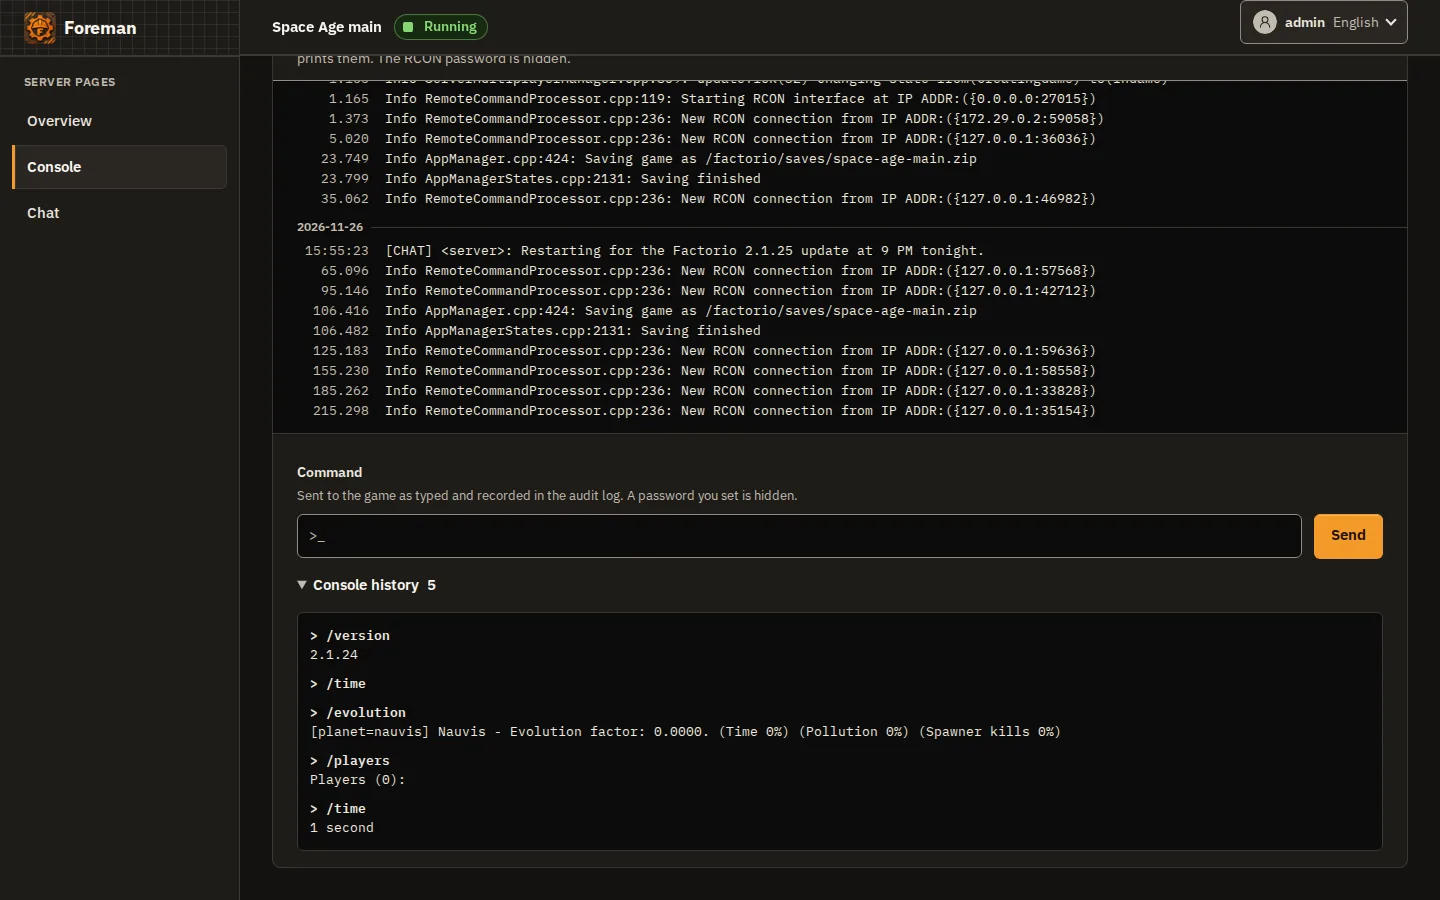 Foreman
Space Age main
Running
admin English
SERVER PAGES
Overview
Console
Chat
prints them. The RCON password is hidden.
1.165 Info RemoteCommandProcessor.cpp:119: Starting RCON interface at IP ADDR:({0.0.0.0:27015})
1.373 Info RemoteCommandProcessor.cpp:236: New RCON connection from IP ADDR:({172.29.0.2:59058})
5.020 Info RemoteCommandProcessor.cpp:236: New RCON connection from IP ADDR:({127.0.0.1:36036})
23.749 Info AppManager.cpp:424: Saving game as /factorio/saves/space-age-main.zip
23.799 Info AppManagerStates.cpp:2131: Saving finished
35.062 Info RemoteCommandProcessor.cpp:236: New RCON connection from IP ADDR:({127.0.0.1:46982})
2026-11-26
15:55:23 [CHAT] <server>: Restarting for the Factorio 2.1.25 update at 9 PM tonight.
65.096 Info RemoteCommandProcessor.cpp:236: New RCON connection from IP ADDR:({127.0.0.1:57568})
95.146 Info RemoteCommandProcessor.cpp:236: New RCON connection from IP ADDR:({127.0.0.1:42712})
106.416 Info AppManager.cpp:424: Saving game as /factorio/saves/space-age-main.zip
106.482 Info AppManagerStates.cpp:2131: Saving finished
125.183 Info RemoteCommandProcessor.cpp:236: New RCON connection from IP ADDR:({127.0.0.1:59636})
155.230 Info RemoteCommandProcessor.cpp:236: New RCON connection from IP ADDR:({127.0.0.1:58558})
185.262 Info RemoteCommandProcessor.cpp:236: New RCON connection from IP ADDR:({127.0.0.1:33828})
215.298 Info RemoteCommandProcessor.cpp:236: New RCON connection from IP ADDR:({127.0.0.1:35154})
Command
Sent to the game as typed and recorded in the audit log. A password you set is hidden.
>_
Send
Console history 5
> /version
2.1.24
> /time
> /evolution
[planet=nauvis] Nauvis - Evolution factor: 0.0000. (Time 0%) (Pollution 0%) (Spawner kills 0%)
> /players
Players (0):
> /time
1 second